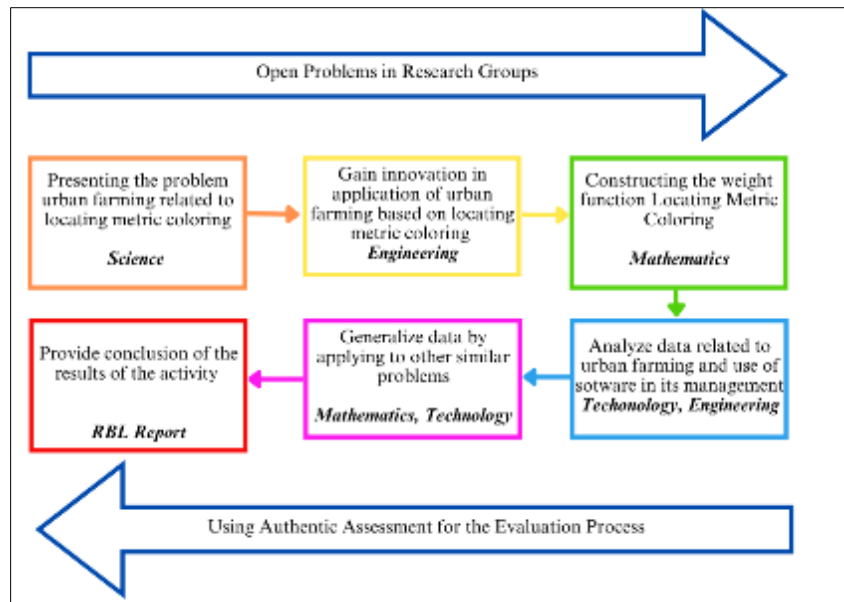 Open Problems in Research Groups
Presenting the problem
urban farming related to
locating metric coloring
Science
Gain innovation in
application of urban
farming based on locating
metric coloring
Engineering
Constructing the weight
function Locating Metric
Coloring
Mathematics
Analyze data related to
urban farming and use of
sotware in its management
Techonology, Engineering
Generalize data by
applying to other similar
problems
Mathematics, Technology
Provide conclusion of the
results of the activity
RBL Report
Using Authentic Assessment for the Evaluation Process